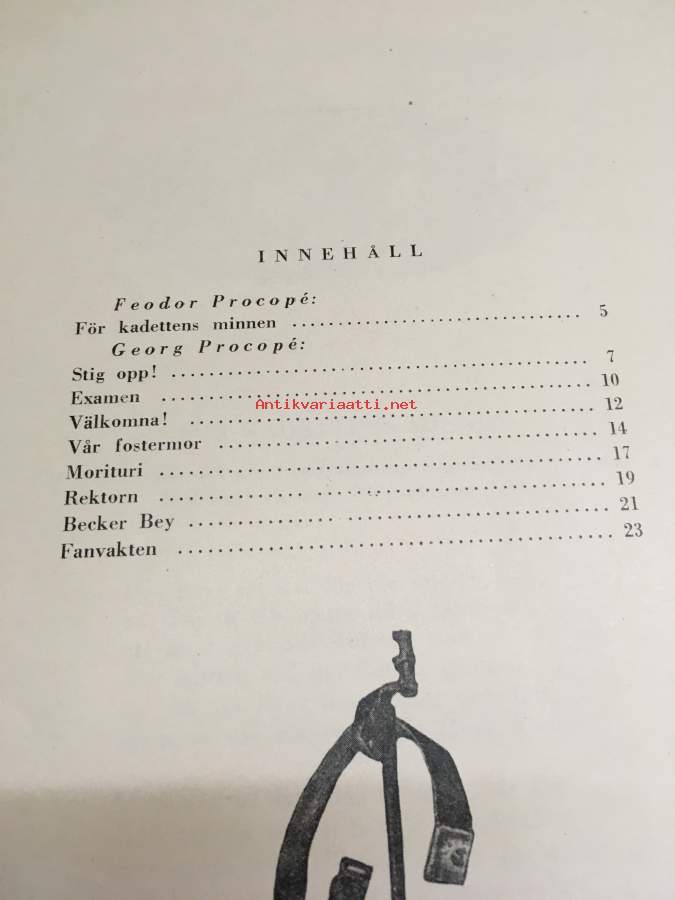 INNEHÅLL
Feodor Procopé:
För kadettens minnen ................................ 5
Georg Procopé:
Stig opp! ................................................ 7
Examen ................................................ 10
Antikvariaatti.net
Välkomna! ................................................ 12
Vår fostermor ............................................ 14
Morituri ................................................ 17
Rektorn ................................................ 19
Becker Bey ............................................ 21
Fanvakten ............................................ 23